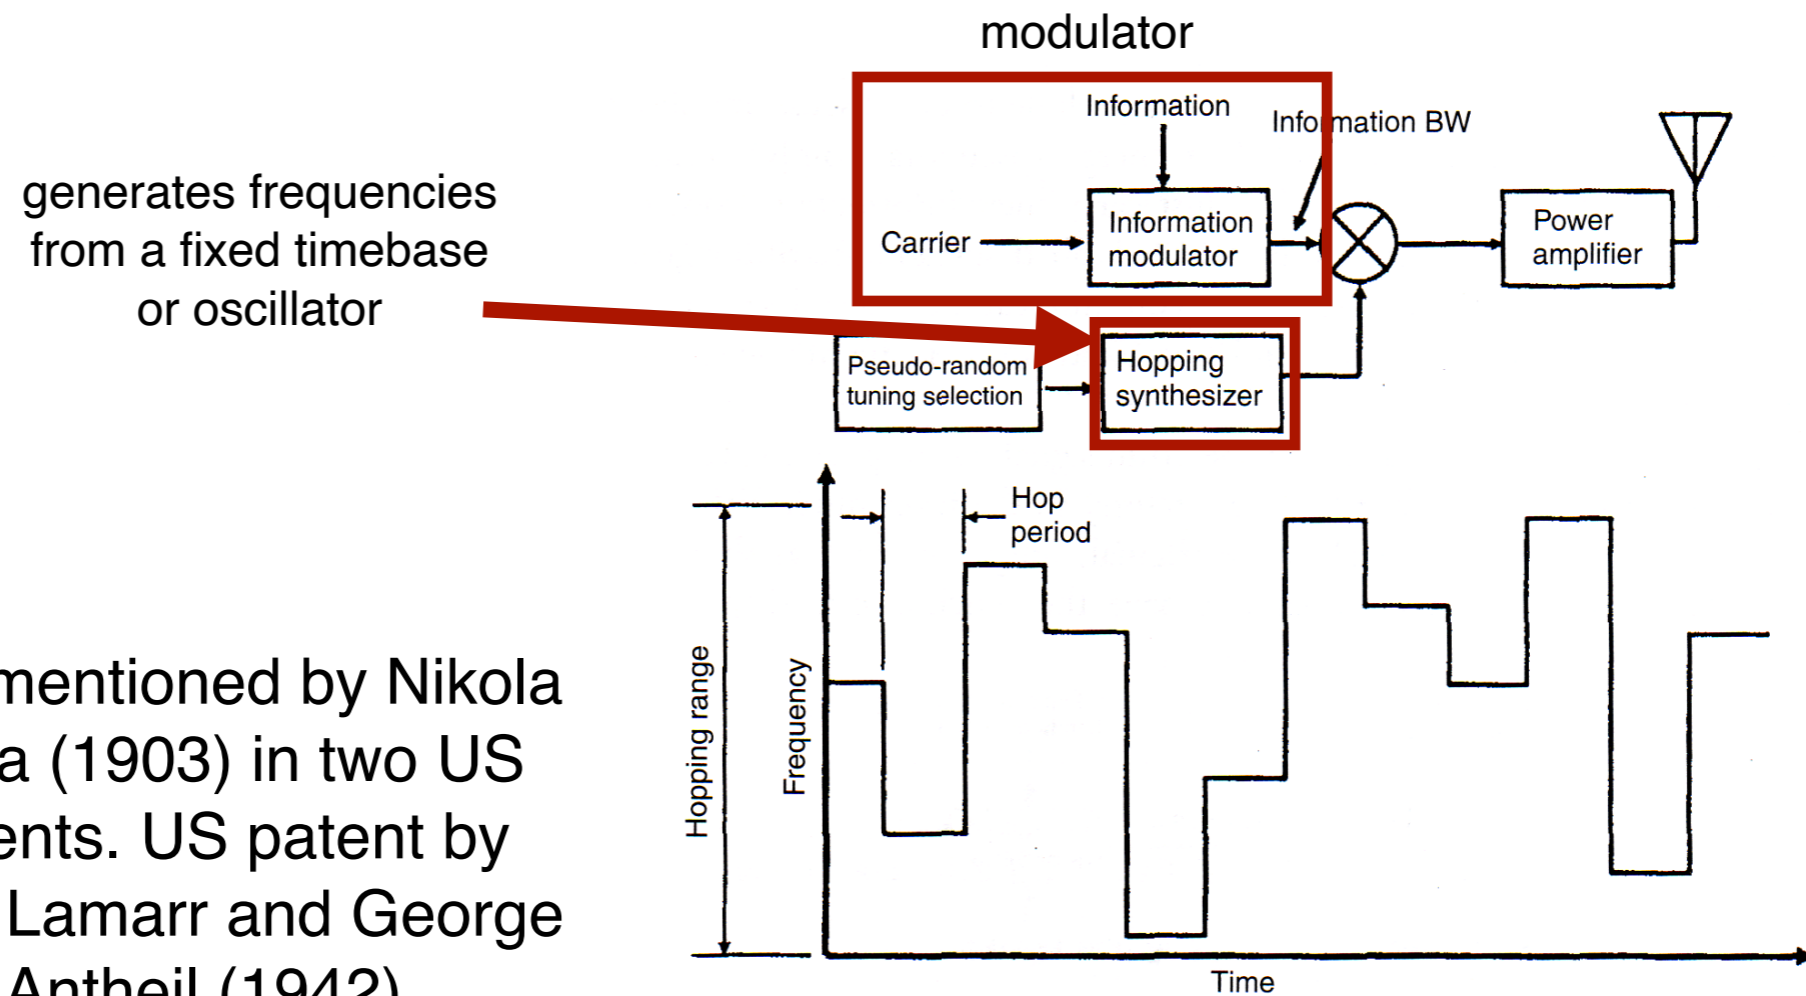 modulator
Information
Information BW
generates frequencies
from a fixed timebase
or oscillator
Carrier
Information
modulator
Power
amplifier
Pseudo-random
tuning selection
Hopping
synthesizer
Hop
period
Hopping range
Frequency
Time
mentioned by Nikola
a (1903) in two US
ents. US patent by
Lamarr and George
Antheil (1942)